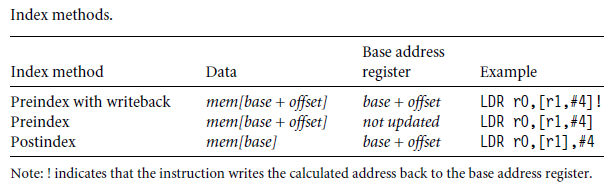 Index methods.
Base address
Index method Data register Example
Preindex with writeback mem[base + offset] base + offset LDR r0,[r1,#4]!
Preindex mem[base + offset] not updated LDR r0,[r1,#4]
Postindex mem[base] base + offset LDR r0,[r1],#4
Note: ! indicates that the instruction writes the calculated address back to the base address register.